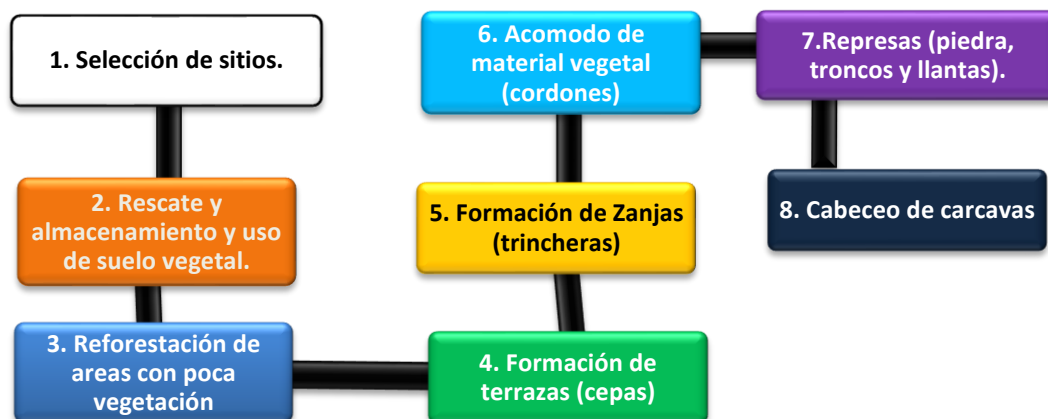 1. Selección de sitios.
2. Rescate y
almacenamiento y uso
de suelo vegetal.
3. Reforestación de
areas con poca
vegetación
4. Formación de
terrazas (cepas)
5. Formación de Zanjas
(trincheras)
6. Acomodo de
material vegetal
(cordones)
7.Represas (piedra,
troncos y llantas).
8. Cabeceo de carcavas